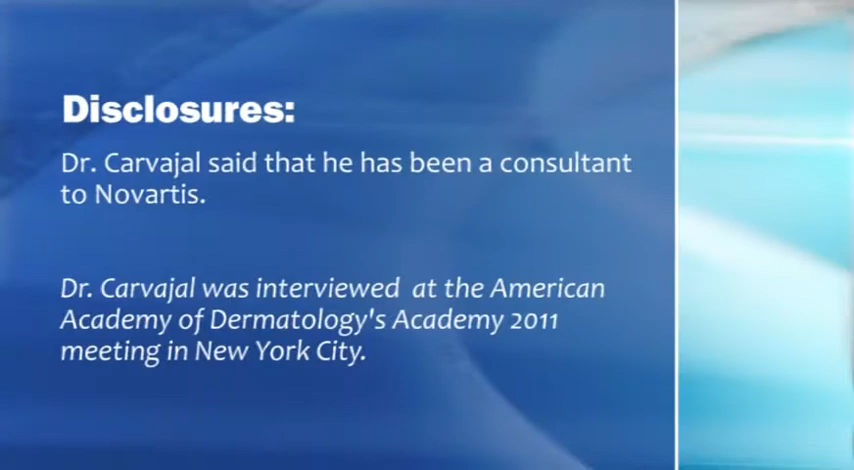 Disclosures:
Dr. Carvajal said that he has been a consultant
to Novartis.
Dr. Carvajal was interviewed at the American
Academy of Dermatology's Academy 2011
meeting in New York City.